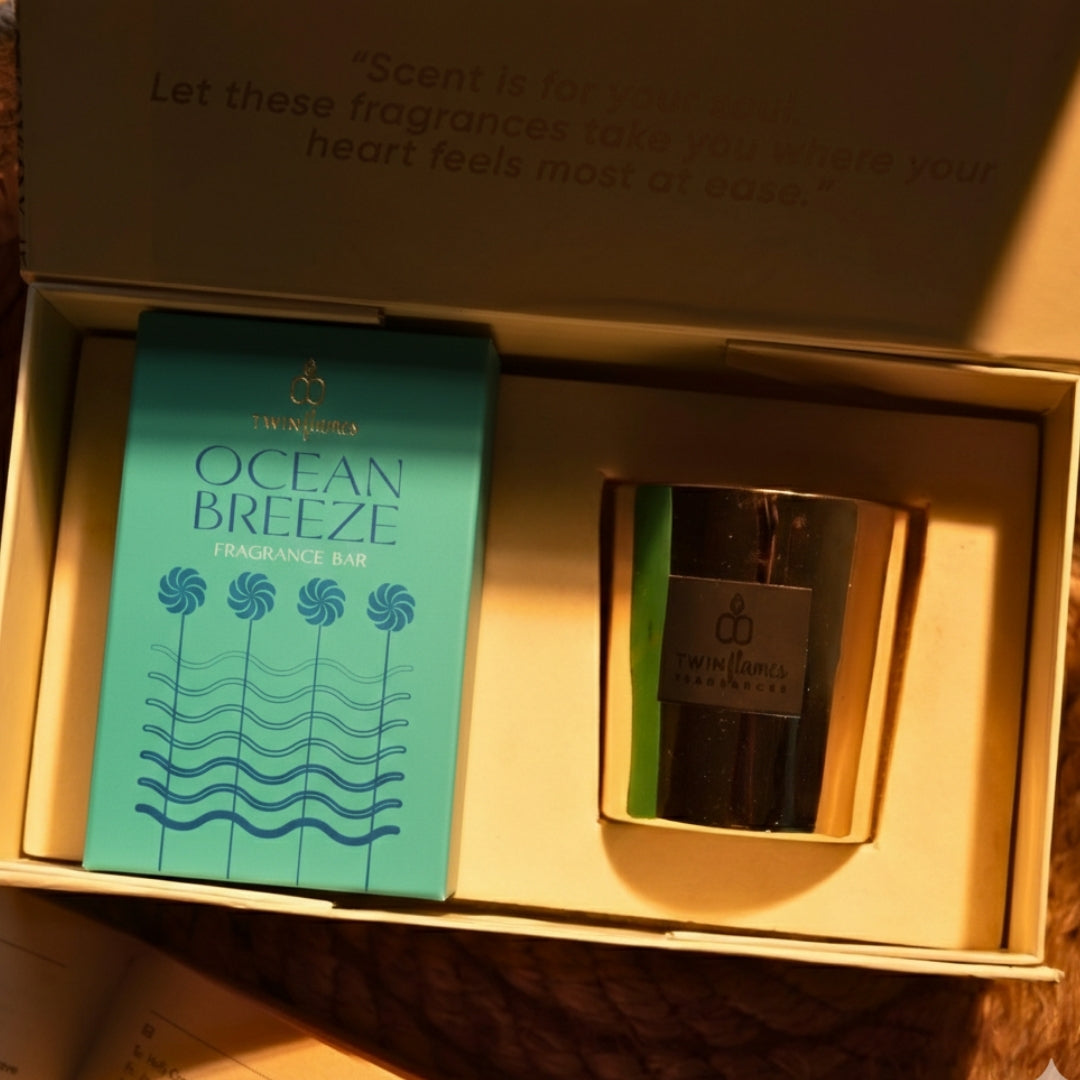 “Scent is for your soul.
Let these fragrances take you where your
heart feels most at ease.”
TWINflames
OCEAN
BREEZE
FRAGRANCE BAR
TWINflames
FRAGRANCES